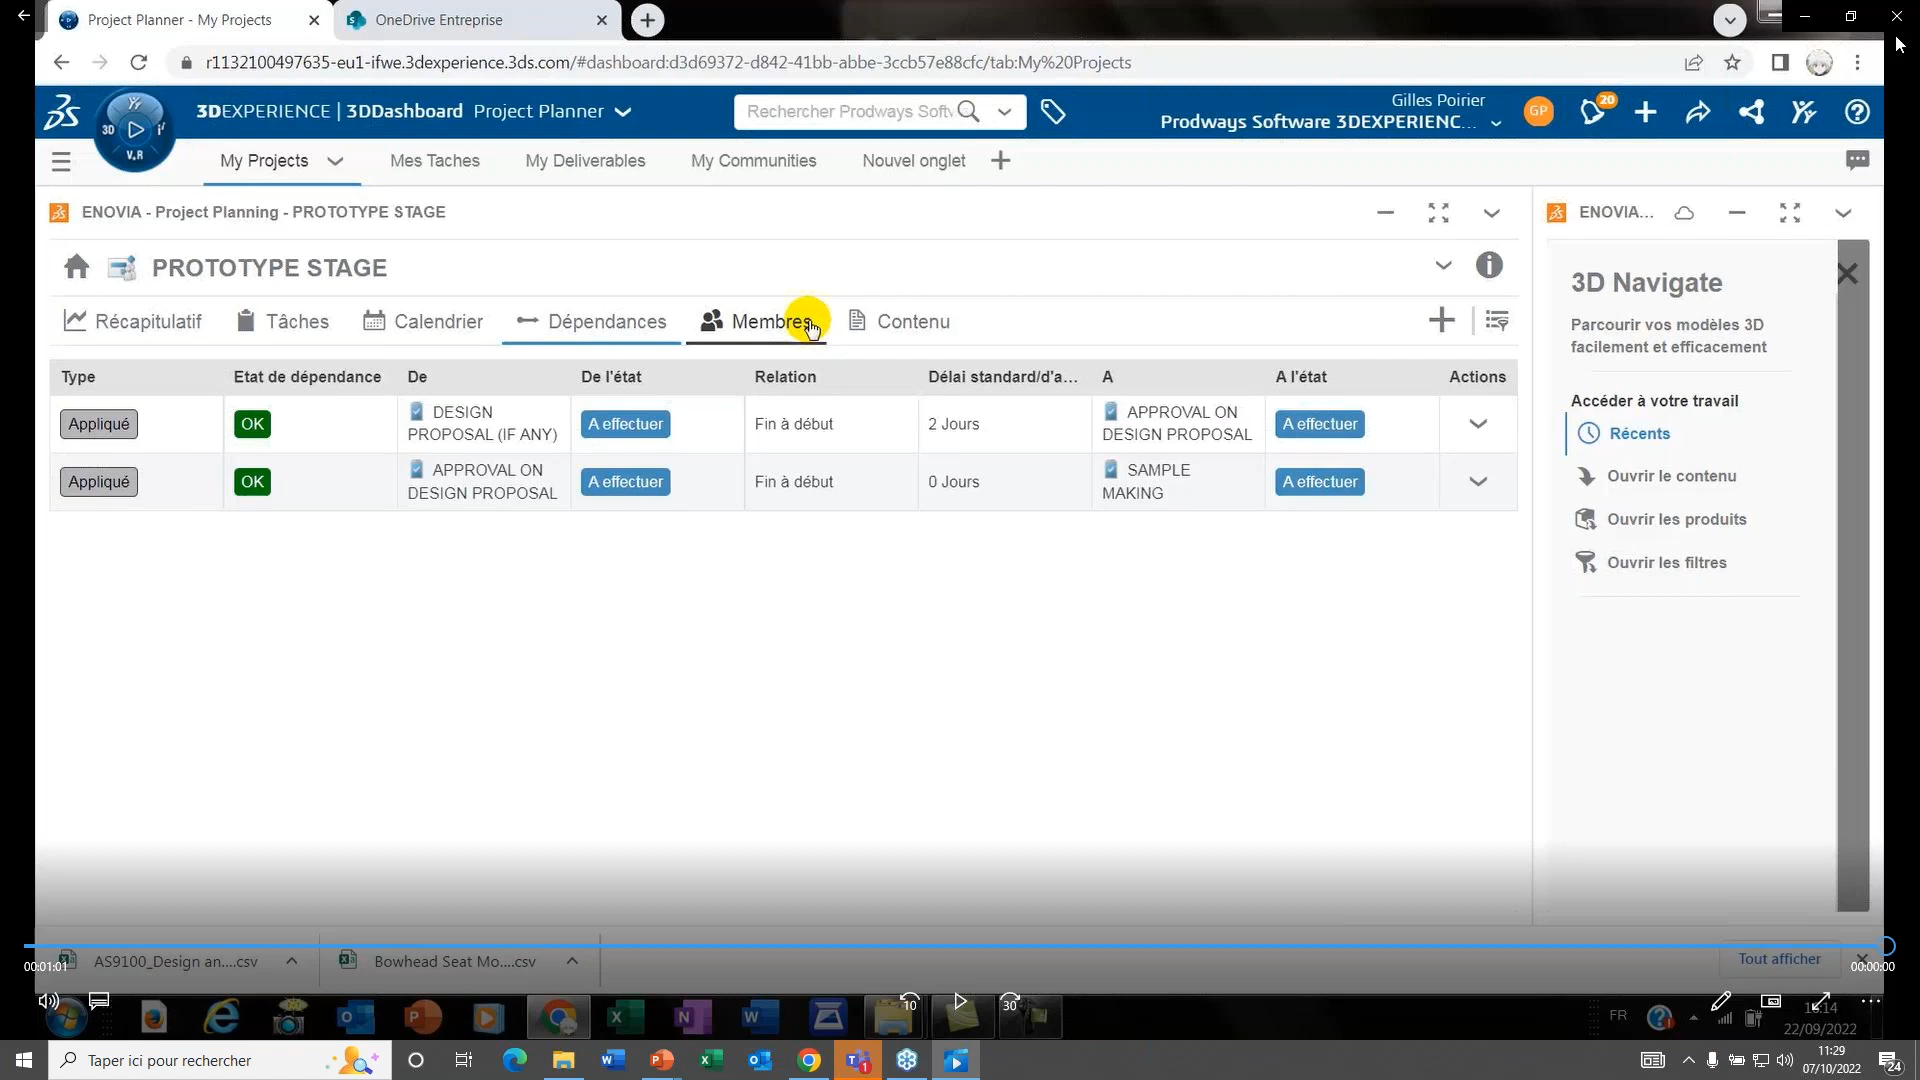 Project Planner - My Projects
OneDrive Entreprise
r1132100497635-eu1-ifwe.3dexperience.3ds.com/#dashboard:d3d69372-d842-41bb-abbe-3ccb57e88cfc/tab:My%20Projects
3D
V.R
3DEXPERIENCE | 3DDashboard Project Planner
Rechercher Prodways Softw
Gilles Poirier
Prodways Software 3DEXPERIENC...
GP
20
My Projects
Mes Taches
My Deliverables
My Communities
Nouvel onglet
ENOVIA - Project Planning - PROTOTYPE STAGE
ENOVIA...
PROTOTYPE STAGE
Récapitulatif
Tâches
Calendrier
Dépendances
Membres
Contenu
Type
Etat de dépendance
De
De l'état
Relation
Délai standard/d'a...
A
A l'état
Actions
Appliqué
OK
DESIGN
PROPOSAL (IF ANY)
A effectuer
Fin à début
2 Jours
APPROVAL ON
DESIGN PROPOSAL
A effectuer
Appliqué
OK
APPROVAL ON
DESIGN PROPOSAL
A effectuer
Fin à début
0 Jours
SAMPLE
MAKING
A effectuer
3D Navigate
Parcourir vos modèles 3D
facilement et efficacement
Accéder à votre travail
Récents
Ouvrir le contenu
Ouvrir les produits
Ouvrir les filtres
AS9100_Design an....csv
Bowhead Seat Mo....csv
Tout afficher
00:01:01
00:00:00
10
30
FR
16:14
22/09/2022
Taper ici pour rechercher
1
11:29
07/10/2022
24